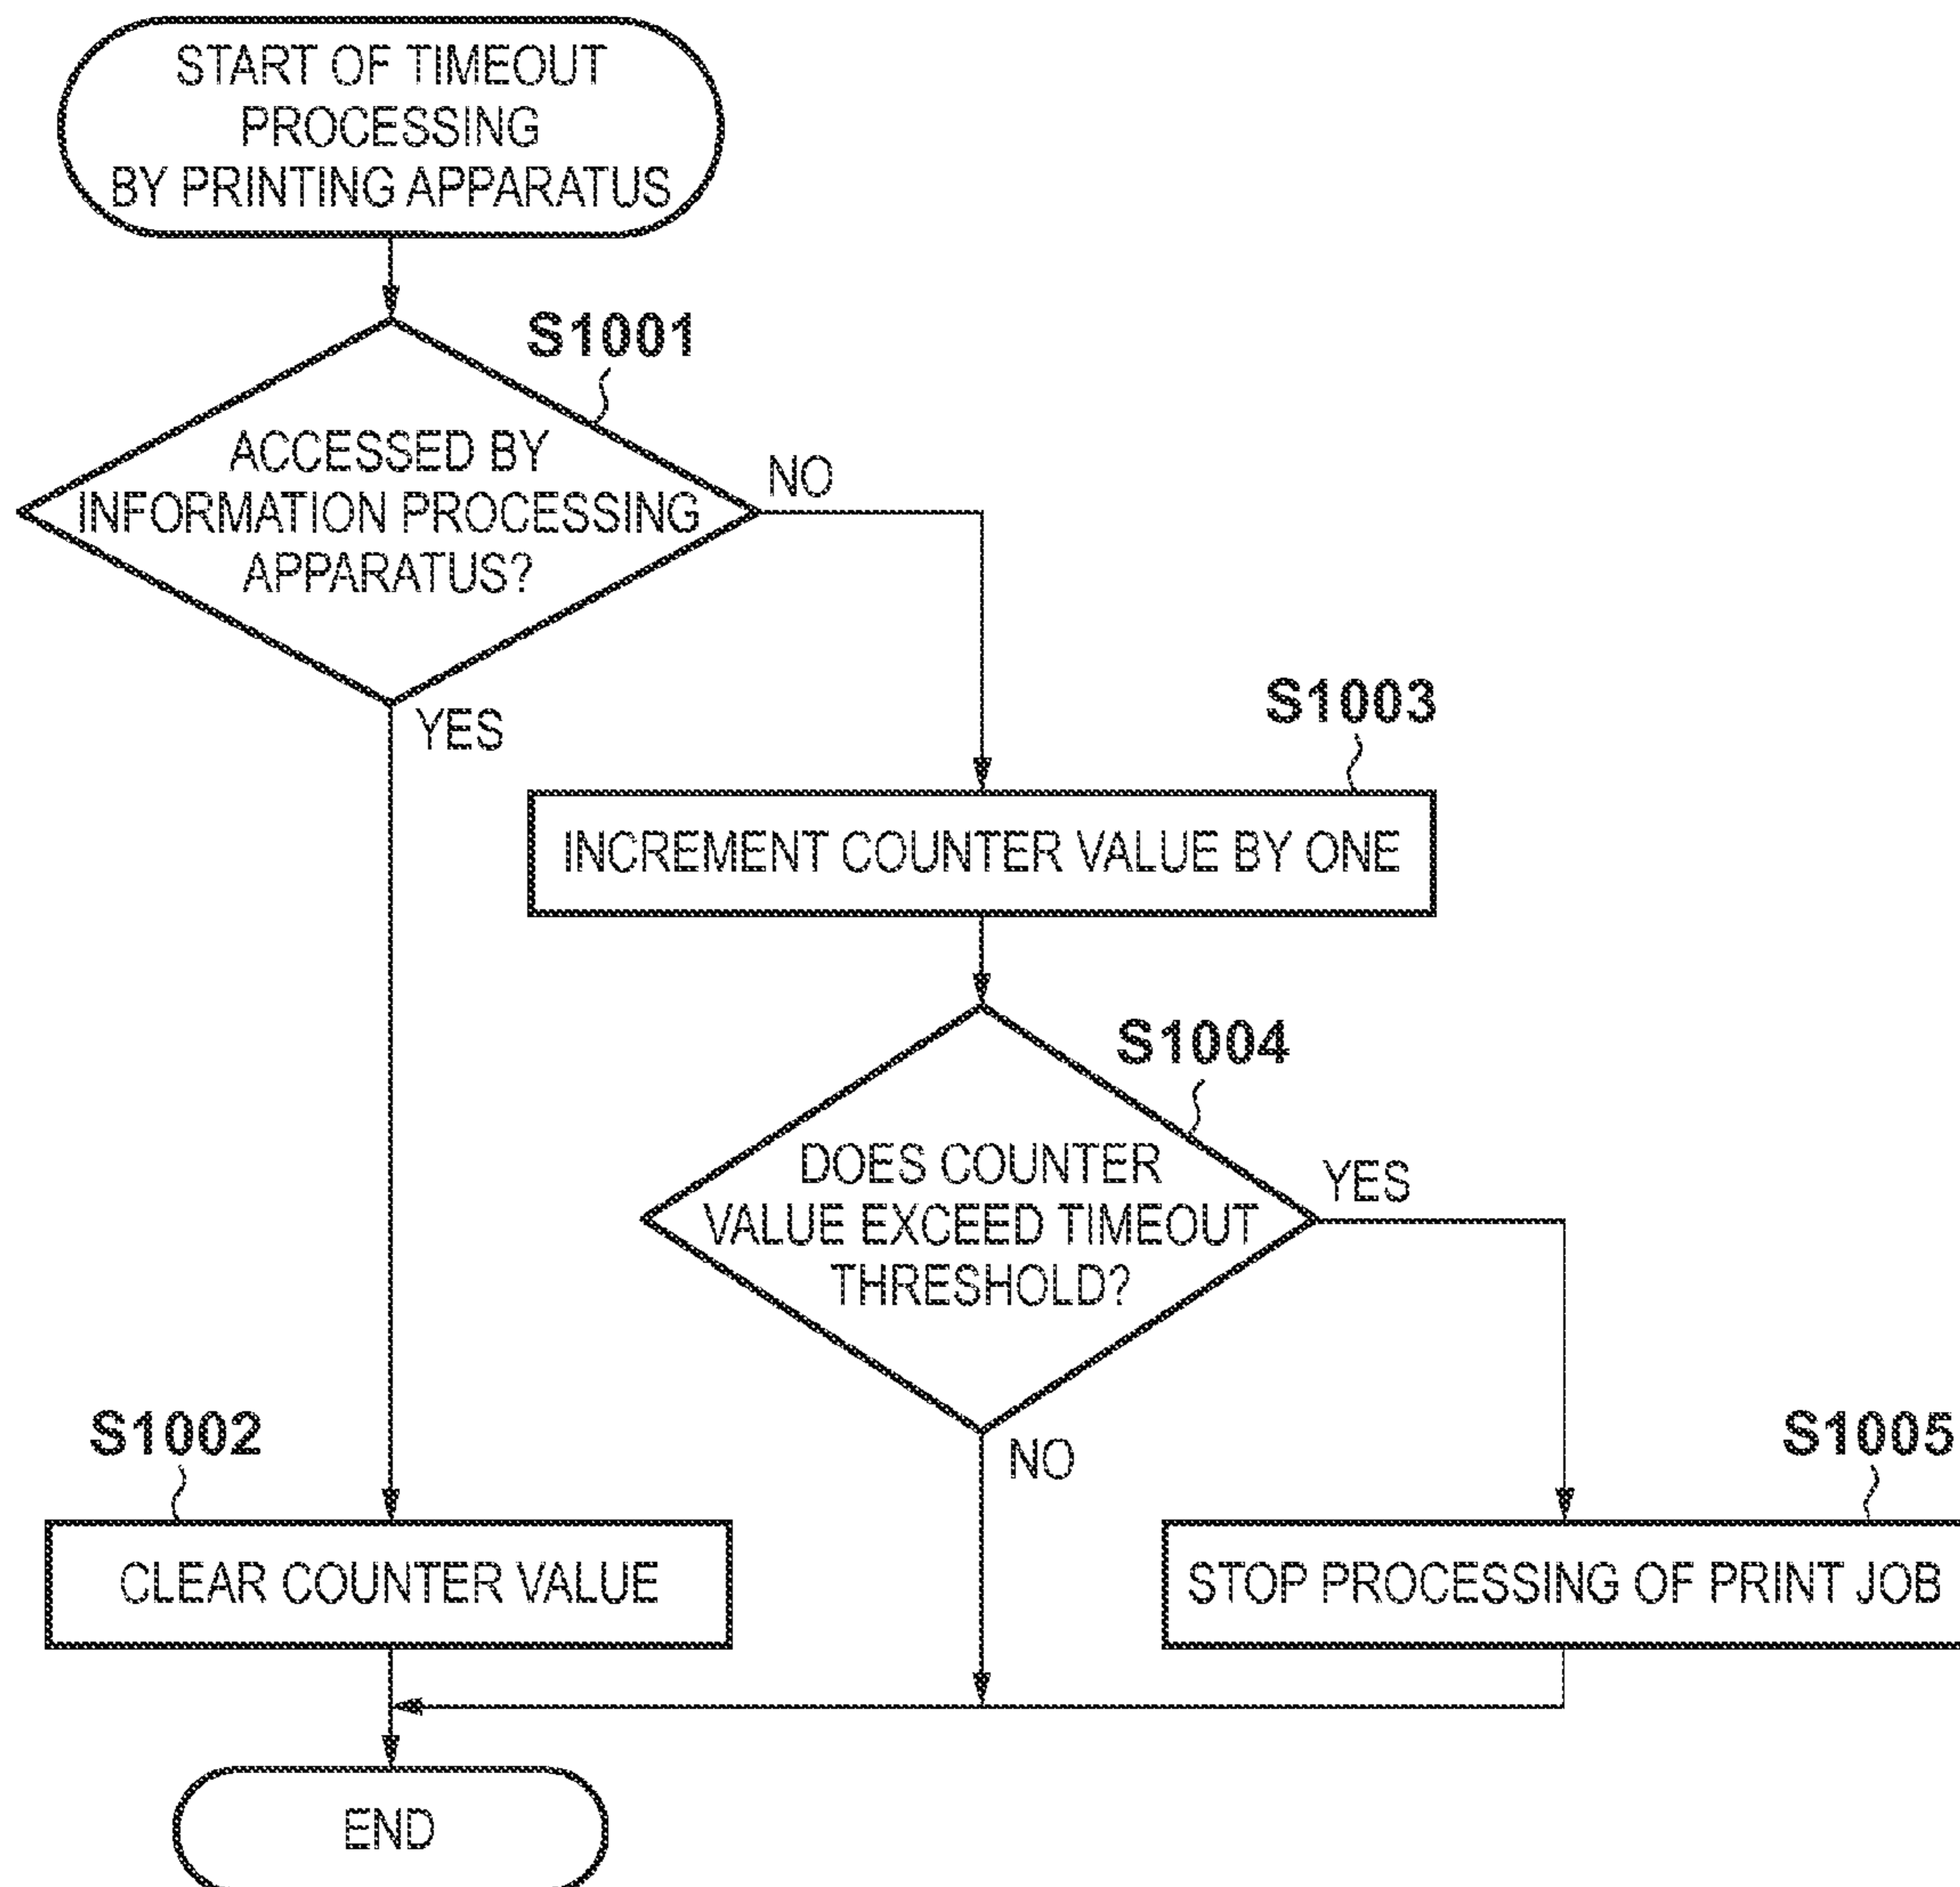 START OF TIMEOUT
PROCESSING
BY PRINTING APPARATUS
S1001
ACCESSED BY
INFORMATION PROCESSING
APPARATUS?
NO
YES
S1003
INCREMENT COUNTER VALUE BY ONE
S1004
DOES COUNTER
VALUE EXCEED TIMEOUT
THRESHOLD?
YES
NO
S1002
CLEAR COUNTER VALUE
S1005
STOP PROCESSING OF PRINT JOB
END